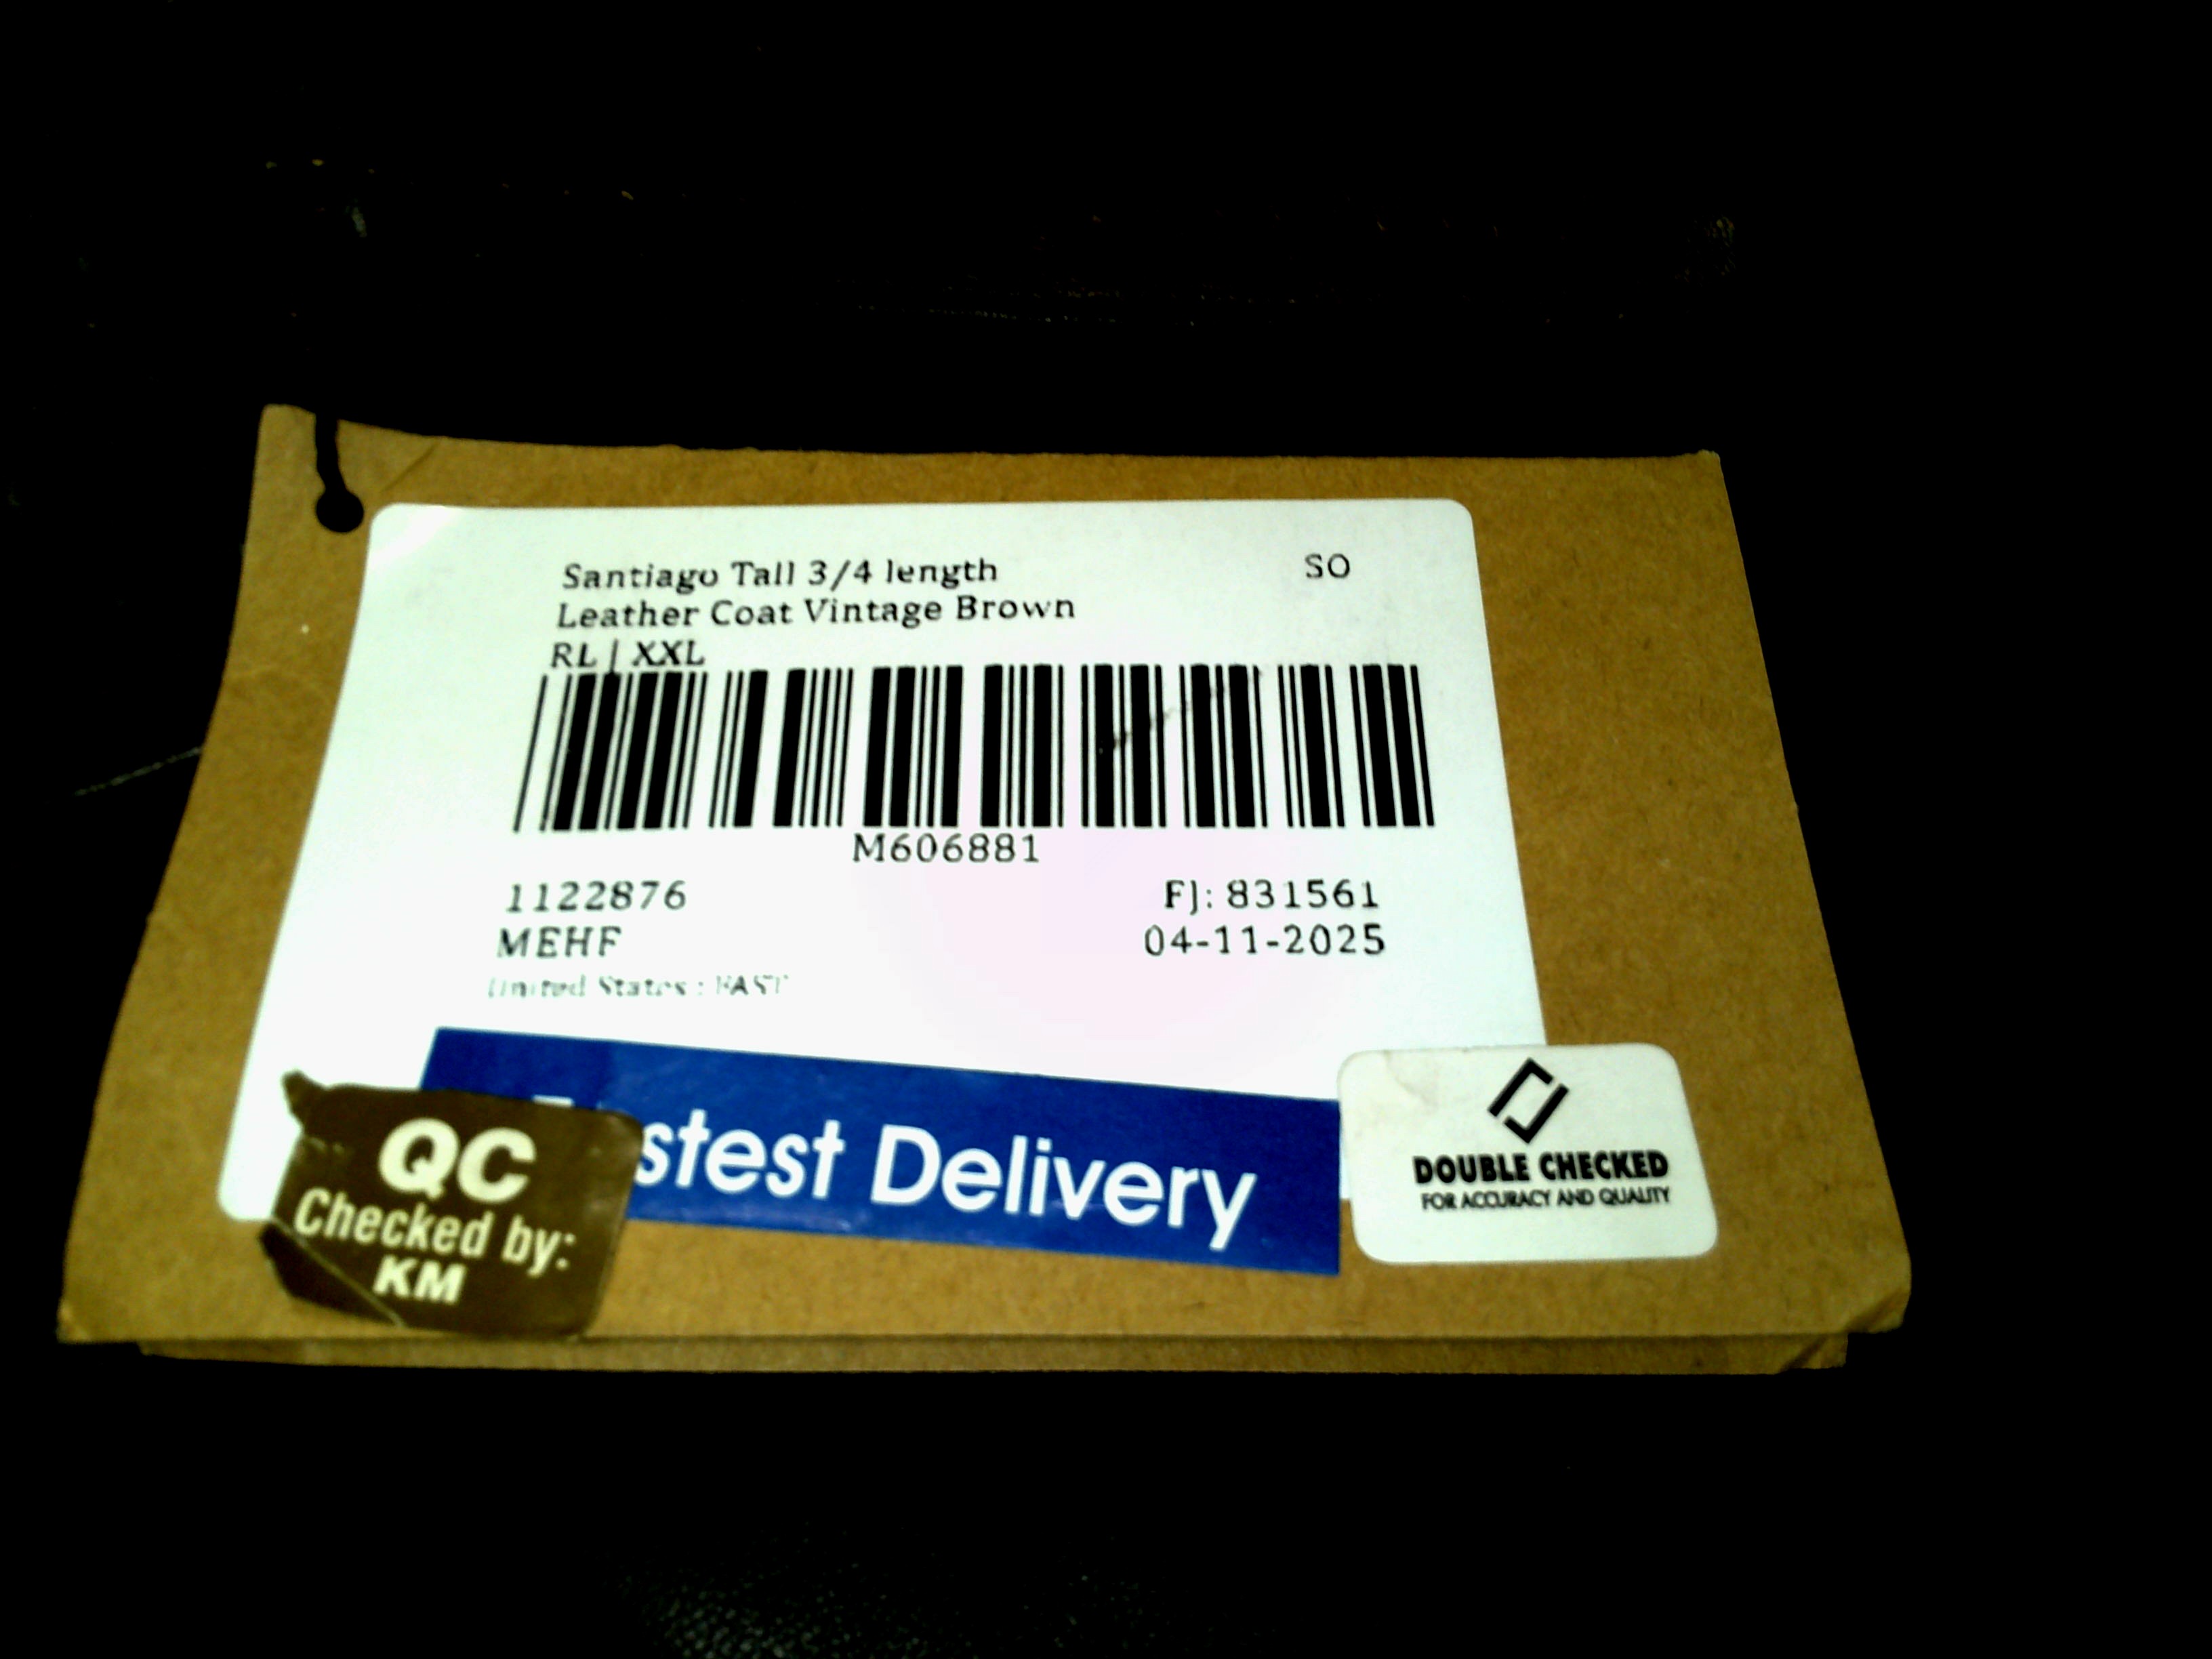 Santiago Tall 3/4 length
SO
Leather Coat Vintage Brown
RL | XXL
M606881
1122876
FJ: 831561
MEHF
04-11-2025
United States : FAST
stest Delivery
QC
Checked by:
KM
DOUBLE CHECKED
FOR ACCURACY AND QUALITY